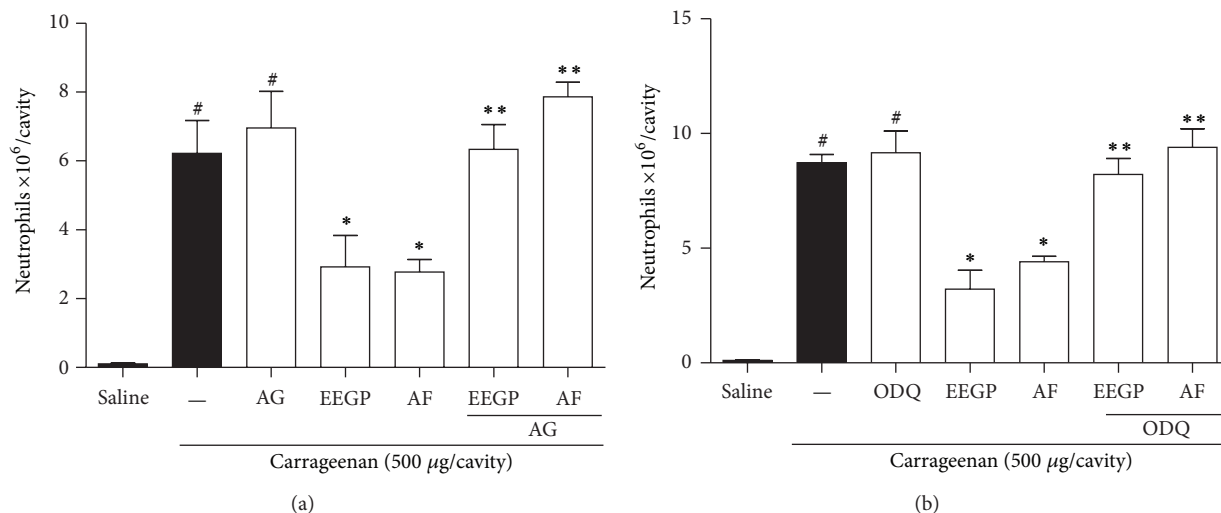 10
8
6
4
2
0
Neutrophils ×10⁶/cavity
#
#
*
*
**
**
Saline — AG EEGP AF EEGP AF
AG
Carrageenan (500 μg/cavity)
(a)
15
10
5
0
Neutrophils ×10⁶/cavity
#
#
*
*
**
**
Saline — ODQ EEGP AF EEGP AF
ODQ
Carrageenan (500 μg/cavity)
(b)